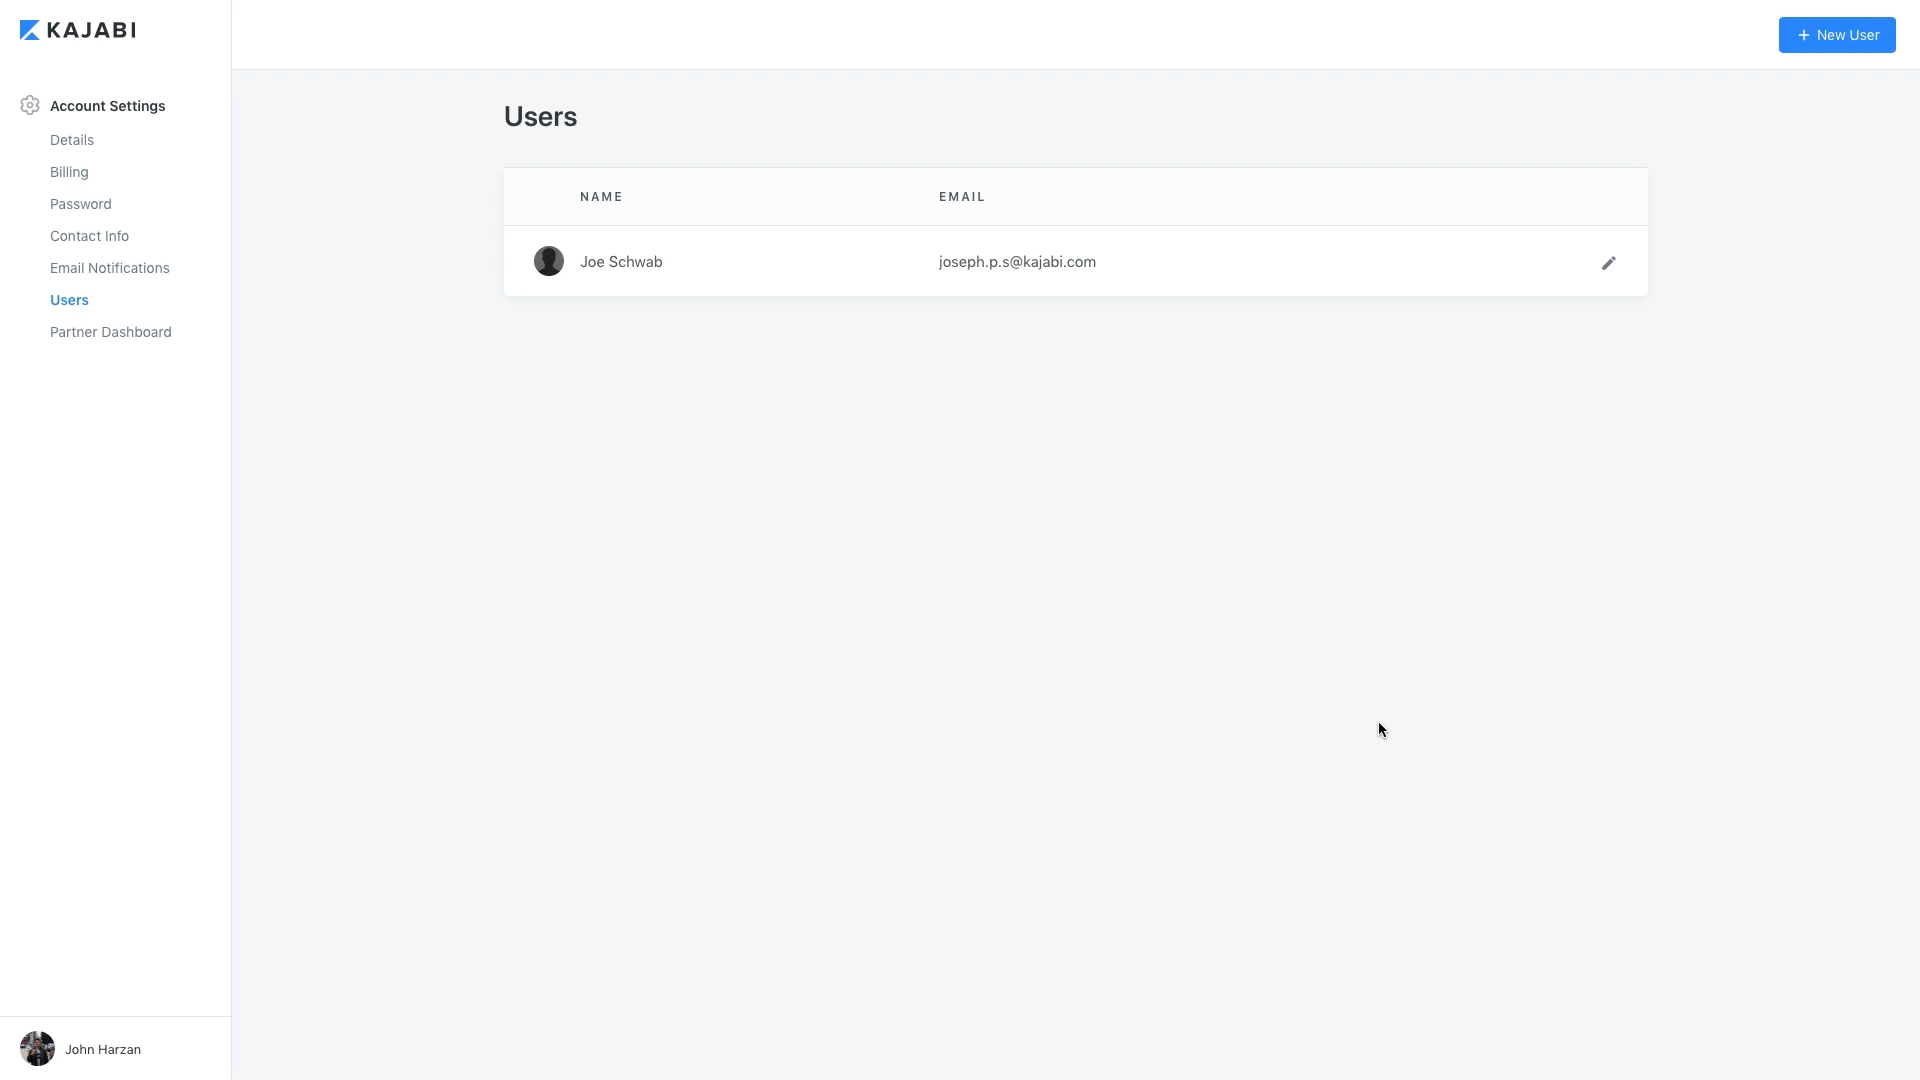 KAJABI
+ New User
Account Settings
Details
Billing
Password
Contact Info
Email Notifications
Users
Partner Dashboard
Users
NAME EMAIL
Joe Schwab joseph.p.s@kajabi.com
John Harzan